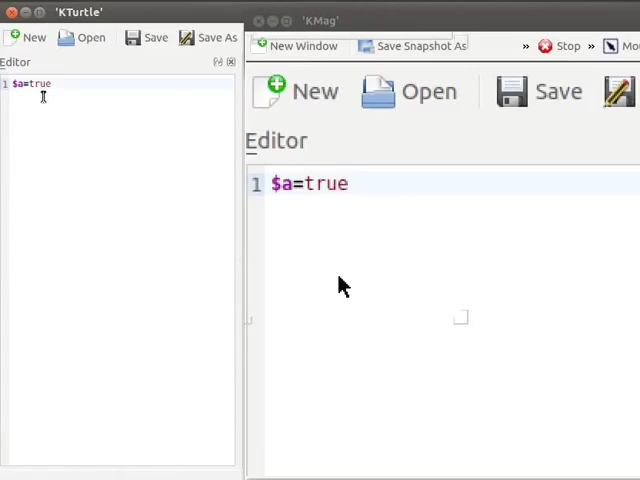 'KTurtle'
New Open Save Save As
Editor
1 $a=true
'KMag'
New Window Save Snapshot As » Stop »
New Open Save
Editor
1 $a=true